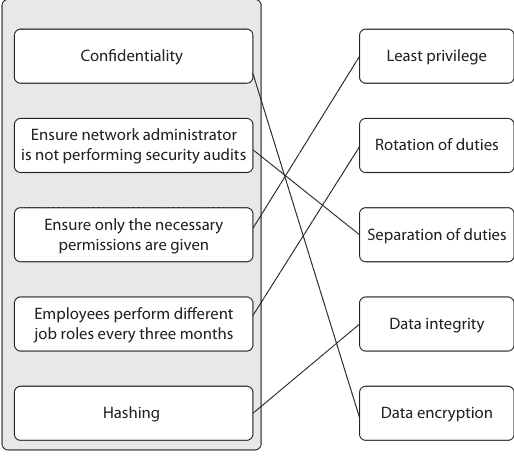 Confidentiality
Ensure network administrator
is not performing security audits
Ensure only the necessary
permissions are given
Employees perform different
job roles every three months
Hashing
Least privilege
Rotation of duties
Separation of duties
Data integrity
Data encryption